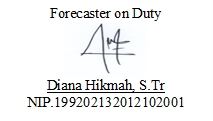 Forecaster on Duty
Diana Hikmah, S.Tr
NIP.199202132012102001